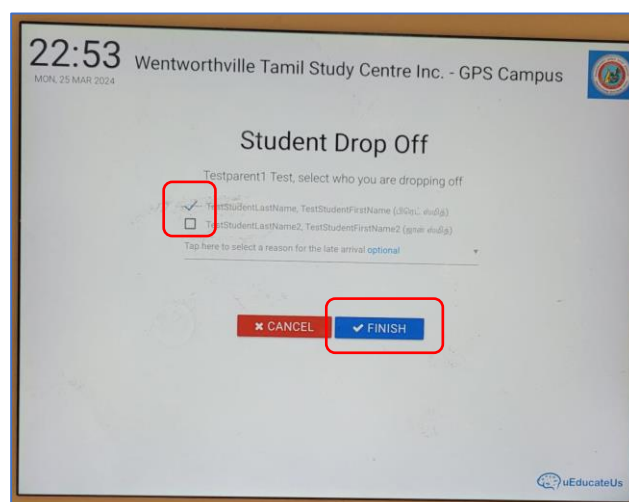 22:53
MON, 25 MAR 2024
Wentworthville Tamil Study Centre Inc. - GPS Campus
Student Drop Off
Testparent1 Test, select who you are dropping off
TestStudentLastName, TestStudentFirstName
TestStudentLastName2, TestStudentFirstName2
Tap here to select a reason for the late arrival optional
CANCEL
FINISH
uEducateUs